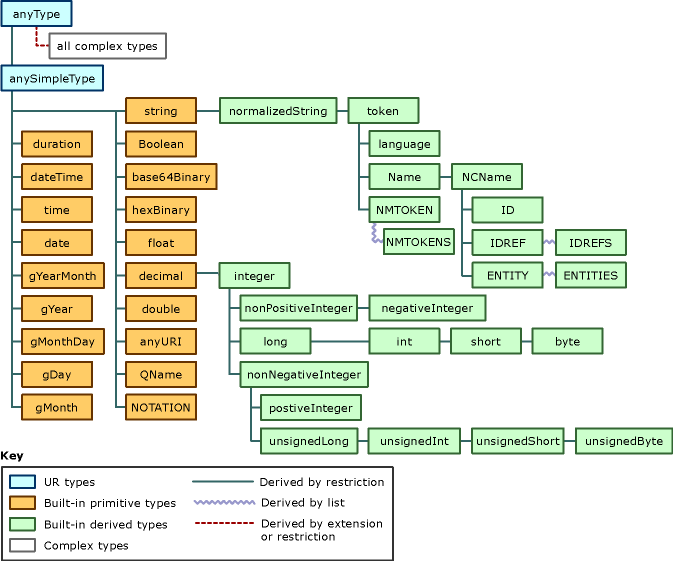 anyType
all complex types
anySimpleType
string normalizedString token
duration Boolean language
dateTime base64Binary Name NCName
time hexBinary NMTOKEN ID
date float NMTOKENS IDREF IDREFS
gYearMonth decimal integer ENTITY ENTITIES
gYear double nonPositiveInteger negativeInteger
gMonthDay anyURI long int short byte
gDay QName nonNegativeInteger
gMonth NOTATION postiveInteger
unsignedLong unsignedInt unsignedShort unsignedByte
Key
UR types Derived by restriction
Built-in primitive types Derived by list
Built-in derived types Derived by extension
or restriction
Complex types